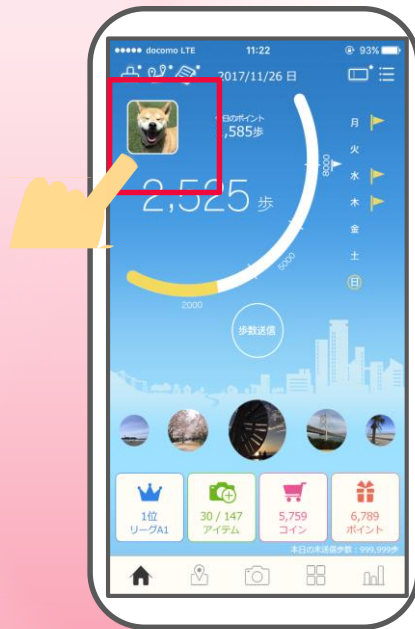 docomo LTE 11:22 93%
2017/11/26 日
今日のポイント
,585歩
2,525 歩
月
火
水
木
金
土
日
8000
5000
2000
歩数送信
1位
リーグA1
30 / 147
アイテム
5,759
コイン
6,789
ポイント
本日の未送信歩数：999,999歩